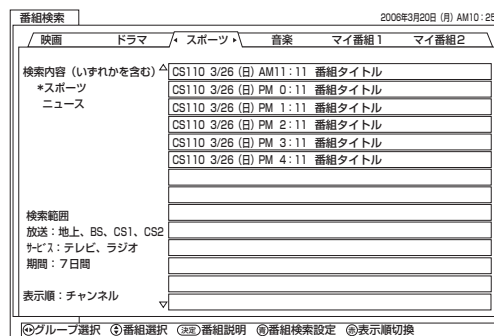 番組検索
2006年3月20日 (月) AM10:25
映画 ドラマ スポーツ 音楽 マイ番組1 マイ番組2
検索内容（いずれかを含む）
*スポーツ
ニュース
CS110 3/26 (日) AM11:11 番組タイトル
CS110 3/26 (日) PM 0:11 番組タイトル
CS110 3/26 (日) PM 1:11 番組タイトル
CS110 3/26 (日) PM 2:11 番組タイトル
CS110 3/26 (日) PM 3:11 番組タイトル
CS110 3/26 (日) PM 4:11 番組タイトル
検索範囲
放送：地上、BS、CS1、CS2
ｻｰﾋﾞｽ：テレビ、ラジオ
期間：7日間
表示順：チャンネル
グループ選択 番組選択 決定 番組説明 青 番組検索設定 赤 表示順切換